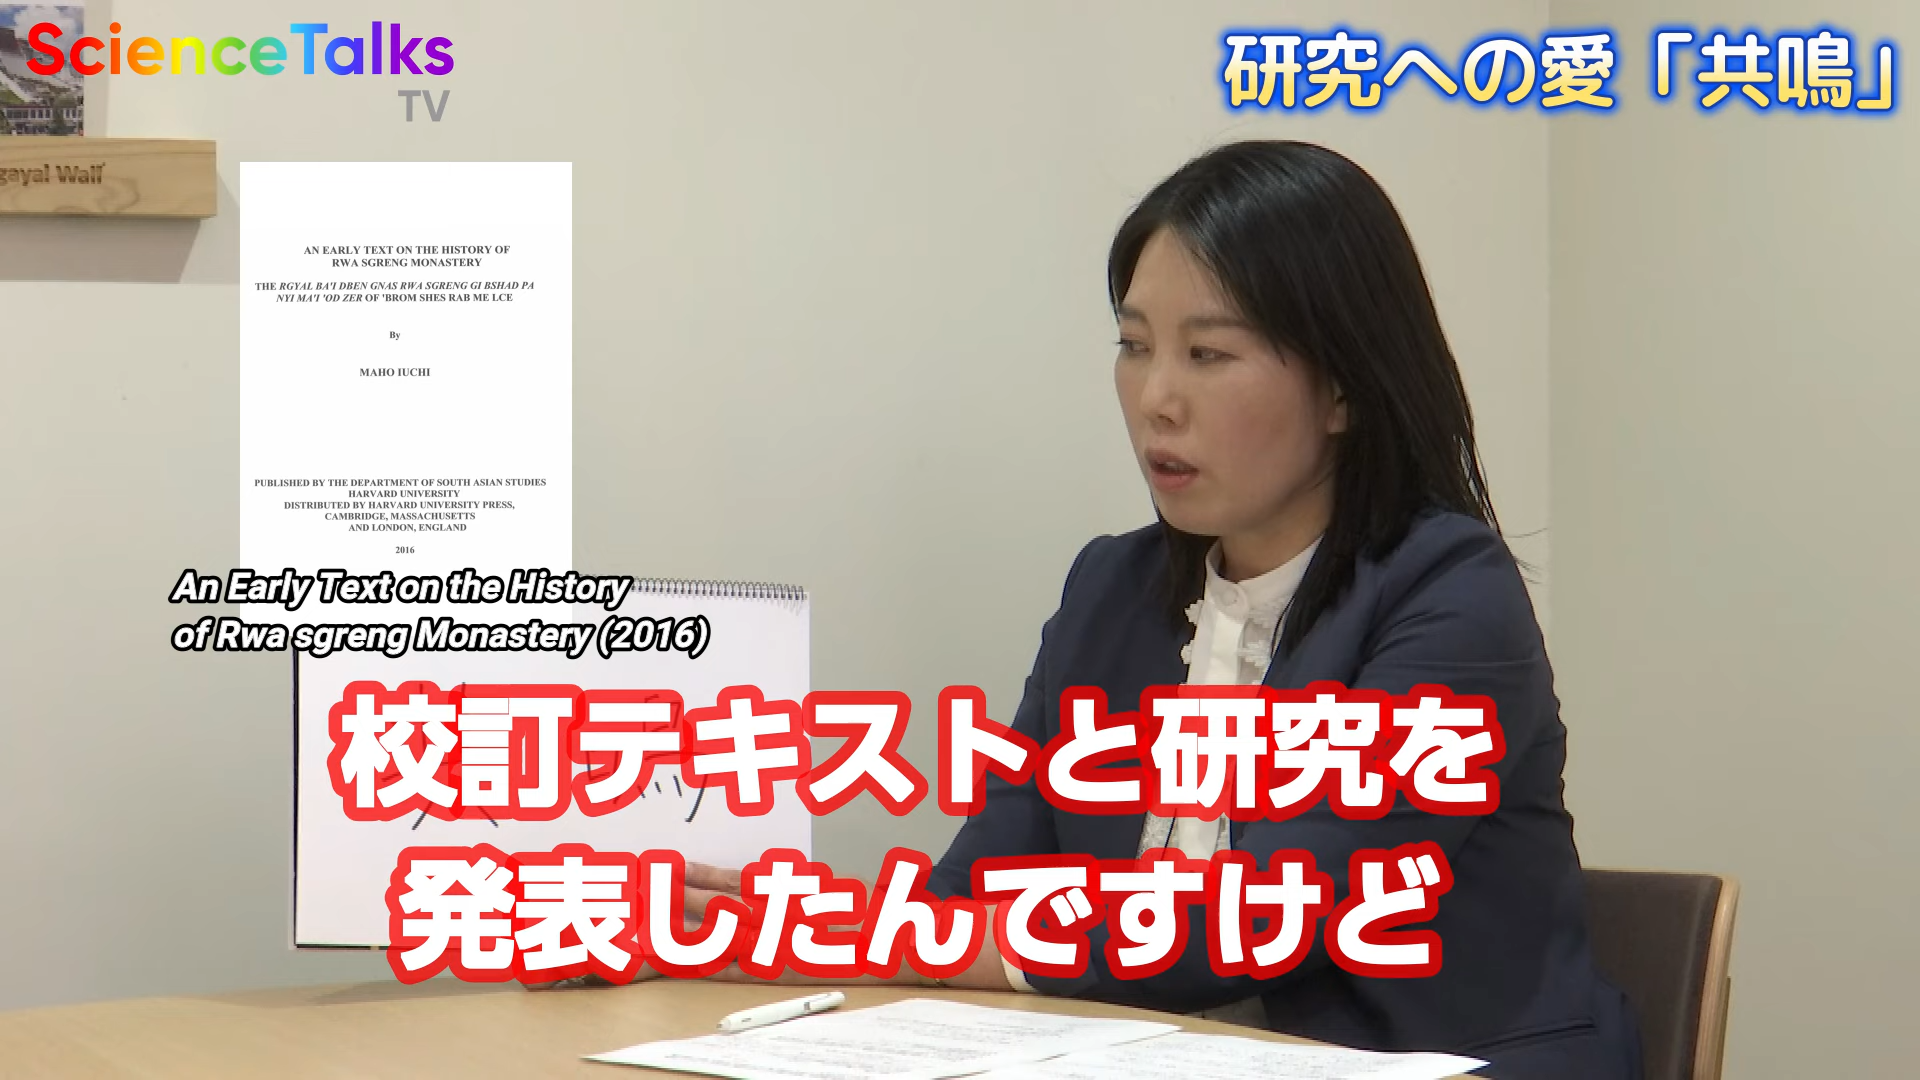 ScienceTalks
TV
研究への愛「共鳴」
gayal Wall
AN EARLY TEXT ON THE HISTORY OF
RWA SGRENG MONASTERY
THE RGYAL BA'I DBEN GNAS RWA SGRENG GI BSHAD PA
NYI MA'I 'OD ZER OF 'BROM SHES RAB ME LCE
By
MAHO IUCHI
PUBLISHED BY THE DEPARTMENT OF SOUTH ASIAN STUDIES
HARVARD UNIVERSITY
DISTRIBUTED BY HARVARD UNIVERSITY PRESS,
CAMBRIDGE, MASSACHUSETTS
AND LONDON, ENGLAND
2016
An Early Text on the History
of Rwa sgreng Monastery (2016)
校訂テキストと研究を
発表したんですけど